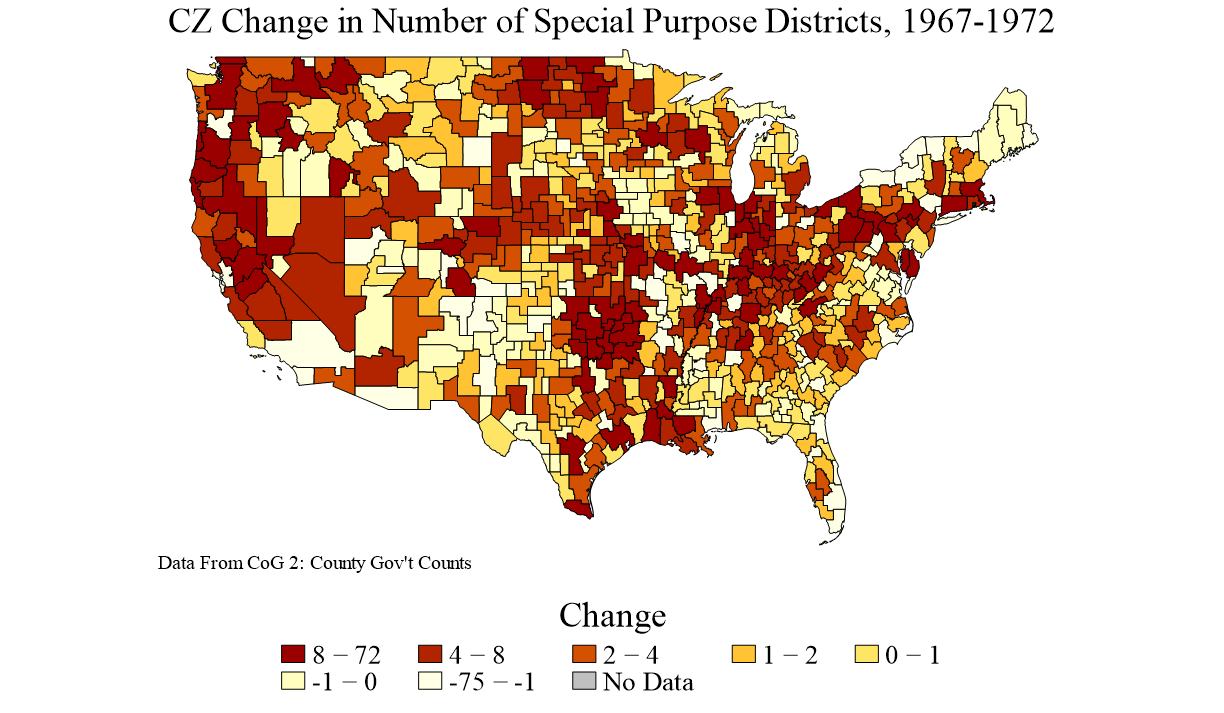 CZ Change in Number of Special Purpose Districts, 1967-1972
Data From CoG 2: County Gov't Counts
Change
8 − 72 4 − 8 2 − 4 1 − 2 0 − 1
-1 − 0 -75 − -1 No Data